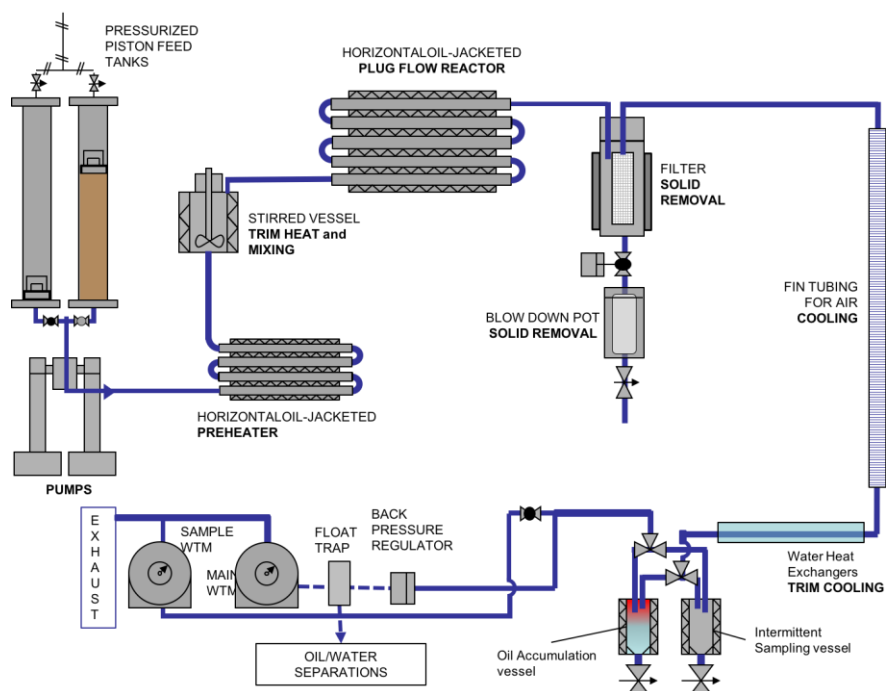 PRESSURIZED
PISTON FEED
TANKS
HORIZONTALOIL-JACKETED
PLUG FLOW REACTOR
STIRRED VESSEL
TRIM HEAT and
MIXING
FILTER
SOLID
REMOVAL
BLOW DOWN POT
SOLID REMOVAL
FIN TUBING
FOR AIR
COOLING
HORIZONTALOIL-JACKETED
PREHEATER
PUMPS
EXHAUST
SAMPLE
WTM
MAIN
WTM
FLOAT
TRAP
BACK
PRESSURE
REGULATOR
OIL/WATER
SEPARATIONS
Water Heat
Exchangers
TRIM COOLING
Oil Accumulation
vessel
Intermittent
Sampling vessel